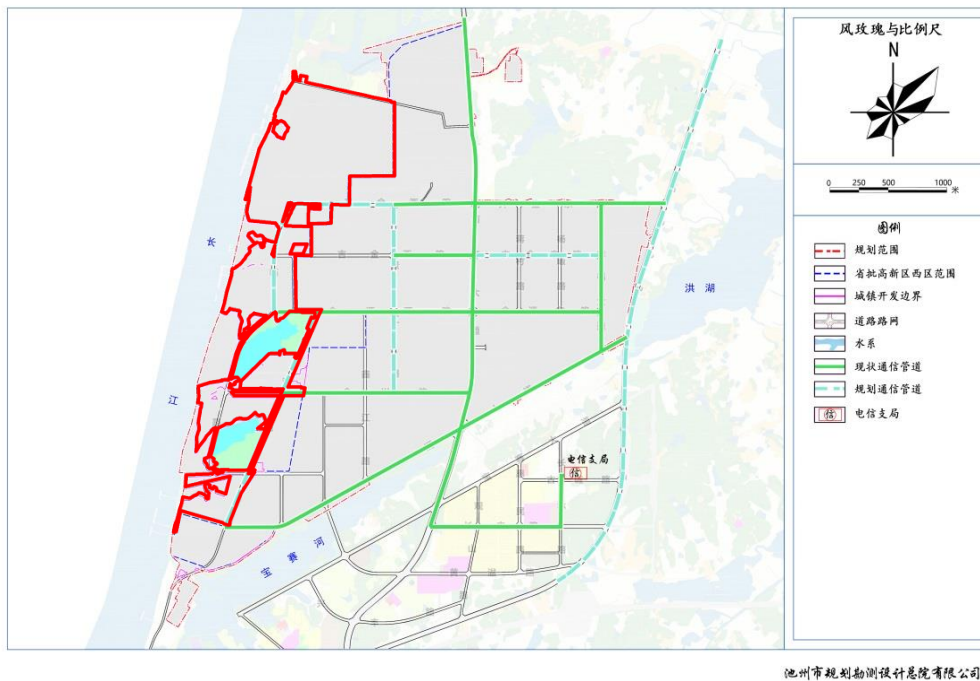 风玫瑰与比例尺
N
0 250 500 1000 米
图例
规划范围
省批高新区西区范围
城镇开发边界
道路路网
水系
现状通信管道
规划通信管道
信 电信支局
长
江
洪湖
电信支局
信
宝赛河
池州市规划勘测设计总院有限公司